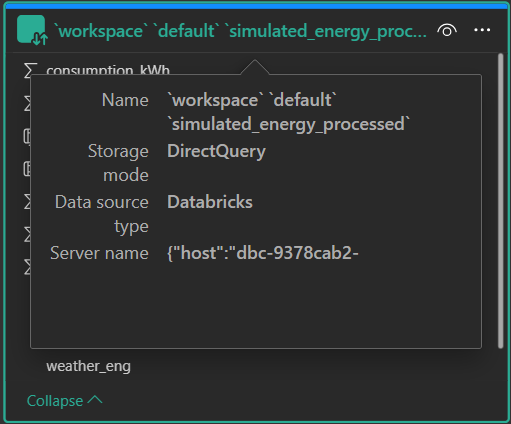 `workspace` `default` `simulated_energy_proc...
consumption_kWh
Name `workspace` `default`
`simulated_energy_processed`
Storage mode DirectQuery
Data source type Databricks
Server name {"host":"dbc-9378cab2-
weather_eng
Collapse